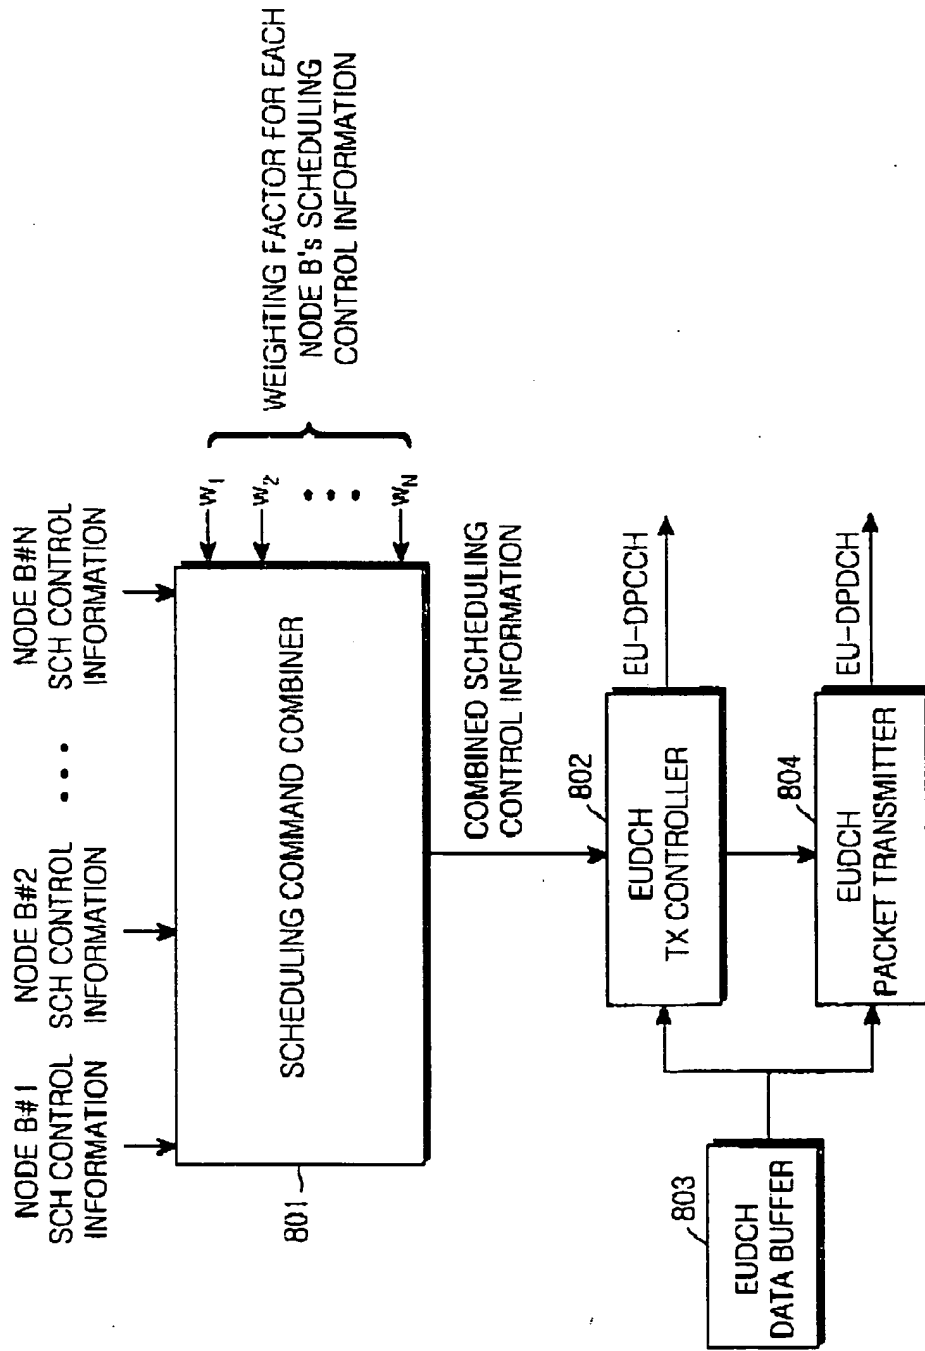 NODE B#1
SCH CONTROL
INFORMATION
NODE B#2
SCH CONTROL
INFORMATION
• • •
NODE B#N
SCH CONTROL
INFORMATION
801
SCHEDULING COMMAND COMBINER
W1
W2
• • •
WN
WEIGHTING FACTOR FOR EACH
NODE B's SCHEDULING
CONTROL INFORMATION
COMBINED SCHEDULING
CONTROL INFORMATION
802
EUDCH
TX CONTROLLER
EU-DPCCH
803
EUDCH
DATA BUFFER
804
EUDCH
PACKET TRANSMITTER
EU-DPDCH